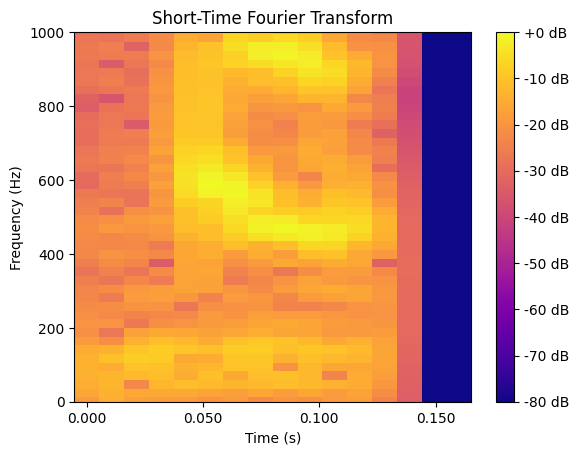 Short-Time Fourier Transform
1000
800
600
400
200
0
Frequency (Hz)
0.000
0.050
0.100
0.150
Time (s)
+0 dB
-10 dB
-20 dB
-30 dB
-40 dB
-50 dB
-60 dB
-70 dB
-80 dB